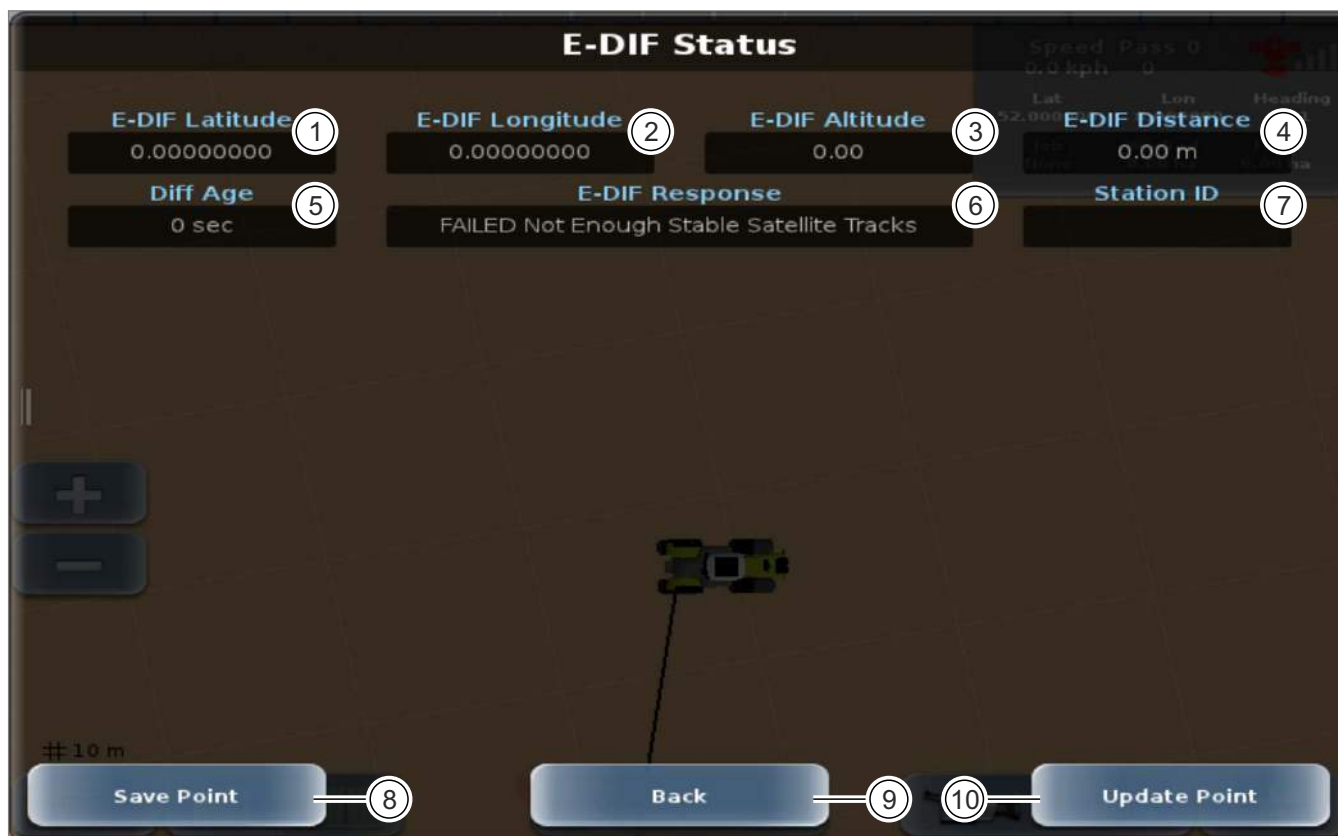 E-DIF Status
Speed Pass 0
0.0 kph 0
Lat Lon Heading
E-DIF Latitude 1 E-DIF Longitude 2 E-DIF Altitude 3 E-DIF Distance 4
0.00000000 0.00000000 0.00 0.00 m
Diff Age 5 E-DIF Response 6 Station ID 7
0 sec FAILED Not Enough Stable Satellite Tracks
10 m
Save Point 8 Back 9 10 Update Point